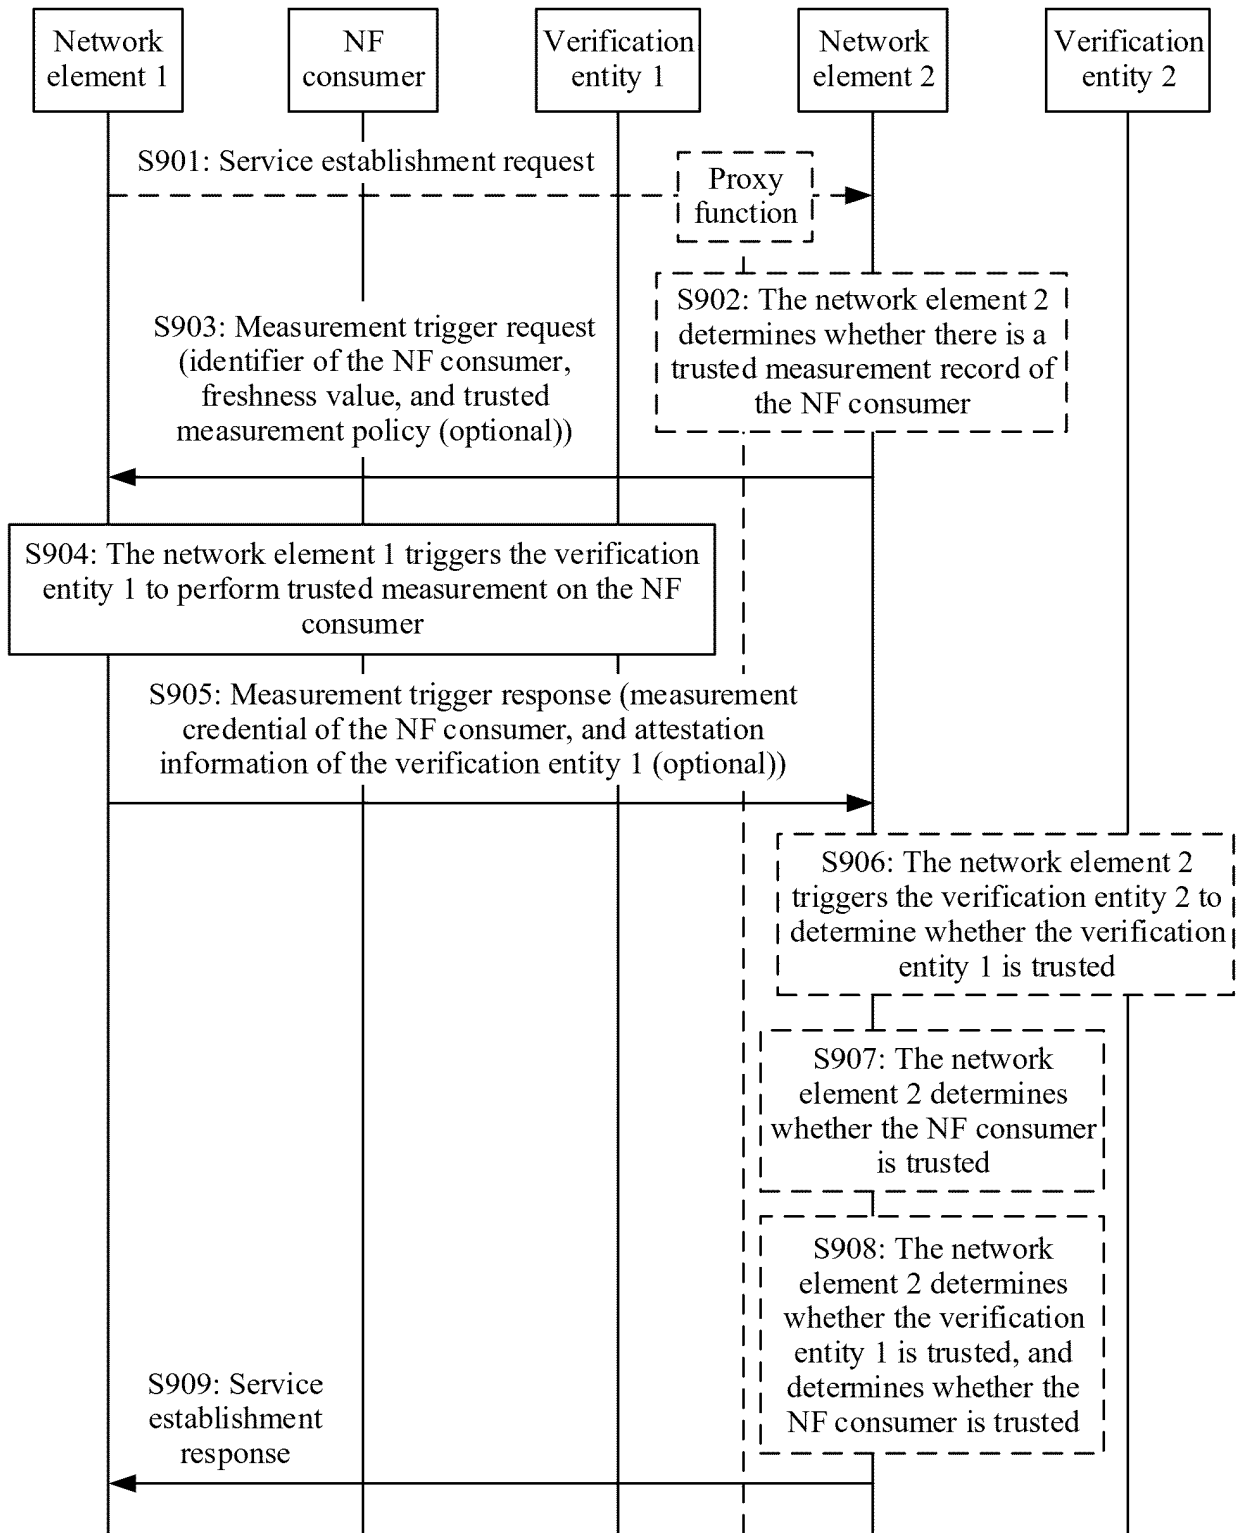 Network
element 1
NF
consumer
Verification
entity 1
Network
element 2
Verification
entity 2
S901: Service establishment request
Proxy
function
S902: The network element 2
determines whether there is a
trusted measurement record of
the NF consumer
S903: Measurement trigger request
(identifier of the NF consumer,
freshness value, and trusted
measurement policy (optional))
S904: The network element 1 triggers the verification
entity 1 to perform trusted measurement on the NF
consumer
S905: Measurement trigger response (measurement
credential of the NF consumer, and attestation
information of the verification entity 1 (optional))
S906: The network element 2
triggers the verification entity 2 to
determine whether the verification
entity 1 is trusted
S907: The network
element 2 determines
whether the NF consumer
is trusted
S908: The network
element 2 determines
whether the verification
entity 1 is trusted, and
determines whether the
NF consumer is trusted
S909: Service
establishment
response